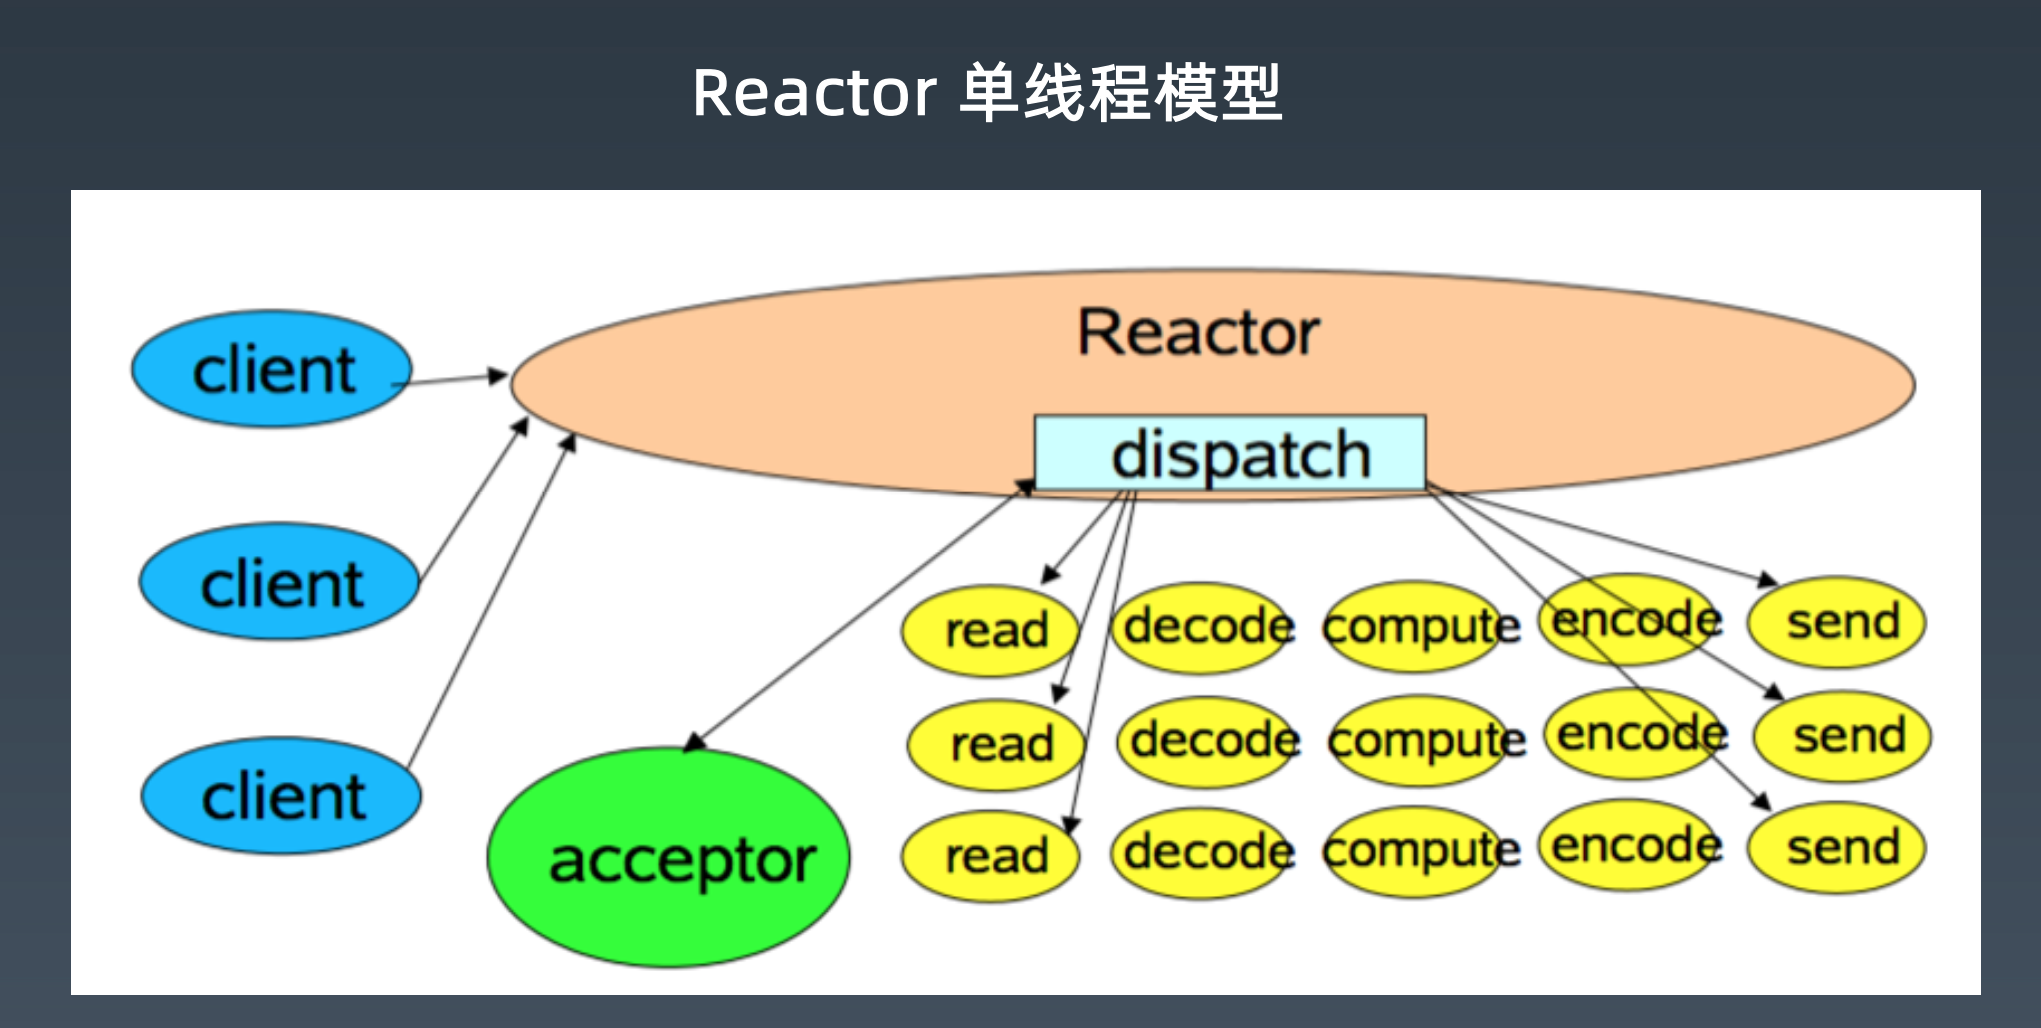 Reactor 单线程模型
Reactor
dispatch
client
client
client
acceptor
read decode compute encode send
read decode compute encode send
read decode compute encode send